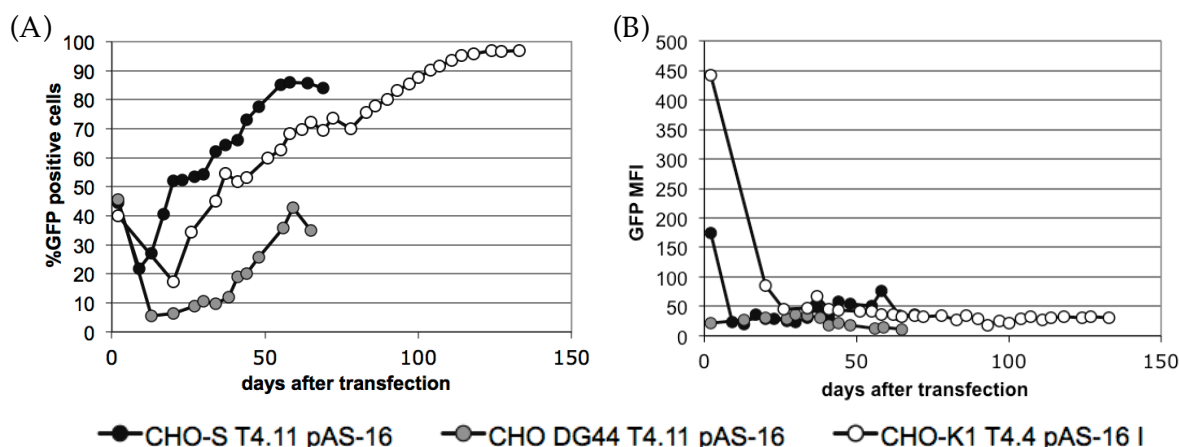 (A)
100
90
80
70
60
50
40
30
20
10
0
%GFP positive cells
0 50 100 150
days after transfection
(B)
500
450
400
350
300
250
200
150
100
50
0
GFP MFI
0 50 100 150
days after transfection
CHO-S T4.11 pAS-16 CHO DG44 T4.11 pAS-16 CHO-K1 T4.4 pAS-16 I